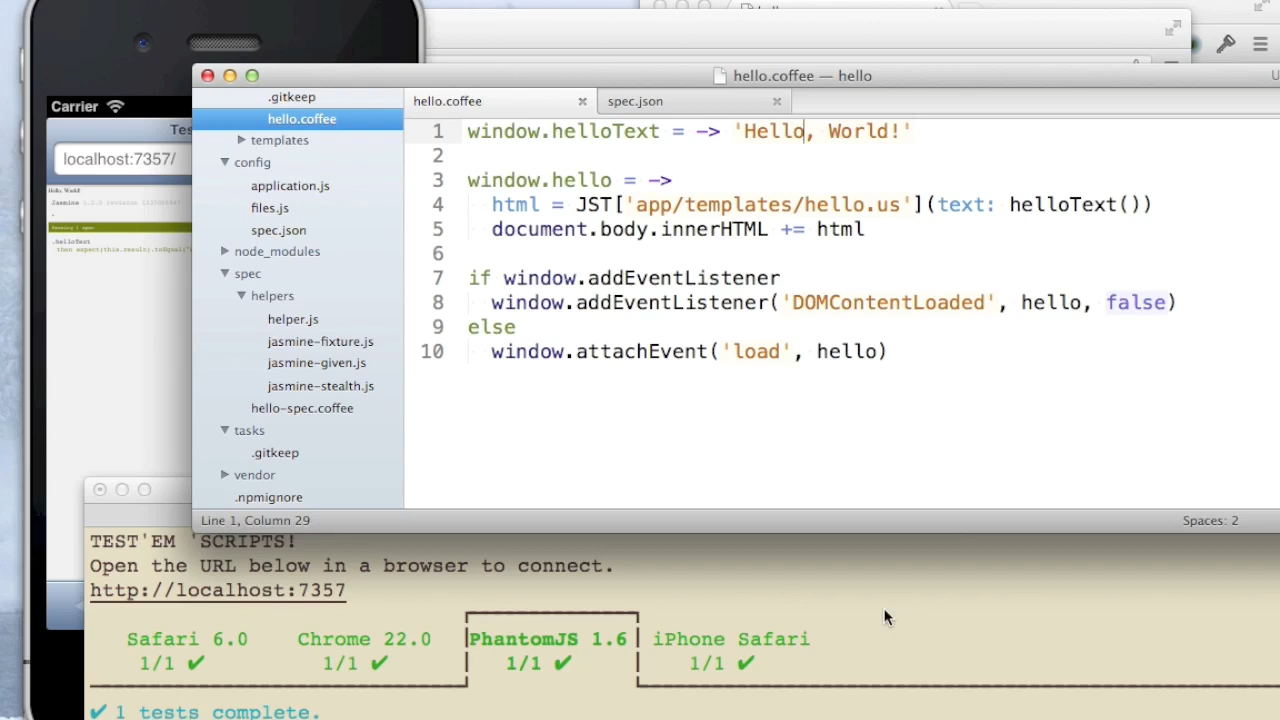 hello.coffee — hello
Carrier
.gitkeep
hello.coffee
templates
config
application.js
files.js
spec.json
node_modules
spec
helpers
helper.js
jasmine-fixture.js
jasmine-given.js
jasmine-stealth.js
hello-spec.coffee
tasks
.gitkeep
vendor
.npmignore
hello.coffee
spec.json
1 window.helloText = -> 'Hello, World!'
2
3 window.hello = ->
4 html = JST['app/templates/hello.us'](text: helloText())
5 document.body.innerHTML += html
6
7 if window.addEventListener
8 window.addEventListener('DOMContentLoaded', hello, false)
9 else
10 window.attachEvent('load', hello)
Line 1, Column 29
Spaces: 2
Tes
localhost:7357/
Hello, World!
.helloText
TEST'EM 'SCRIPTS!
Open the URL below in a browser to connect.
http://localhost:7357
Safari 6.0 Chrome 22.0 PhantomJS 1.6 iPhone Safari
1/1 ✔ 1/1 ✔ 1/1 ✔ 1/1 ✔
✔ 1 tests complete.